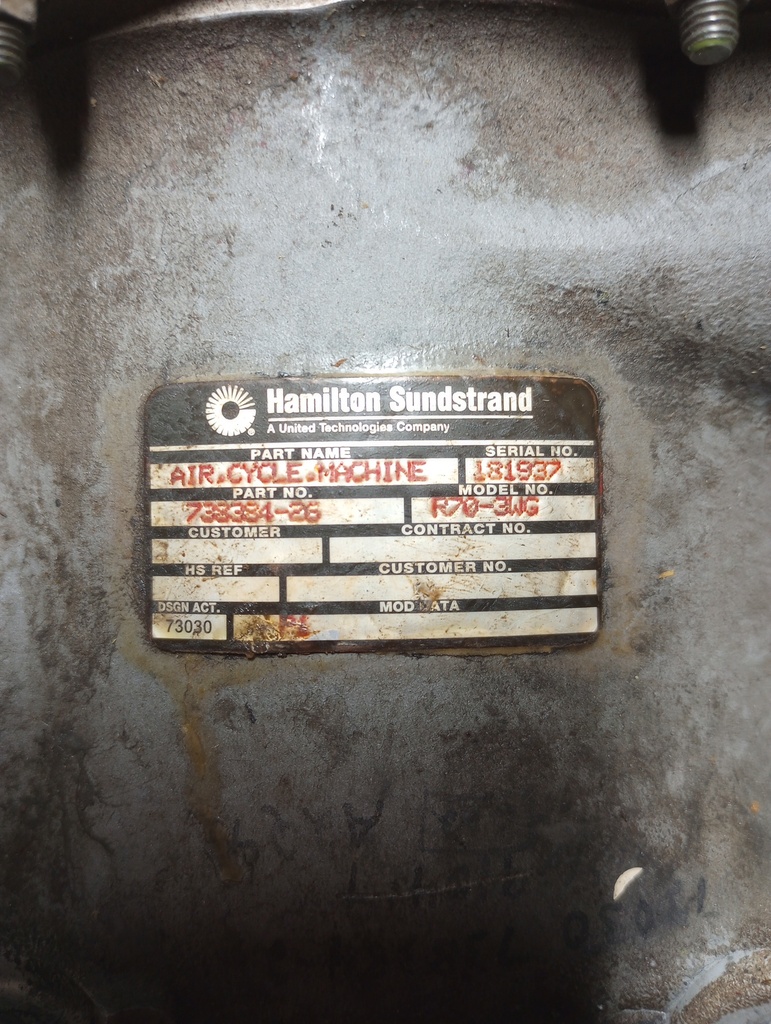 Hamilton Sundstrand
A United Technologies Company
PART NAME SERIAL NO.
AIR.CYCLE.MACHINE 181937
PART NO. MODEL NO.
733384-26 R70-3WG
CUSTOMER CONTRACT NO.
HS REF CUSTOMER NO.
DSGN ACT. MOD DATA
73030